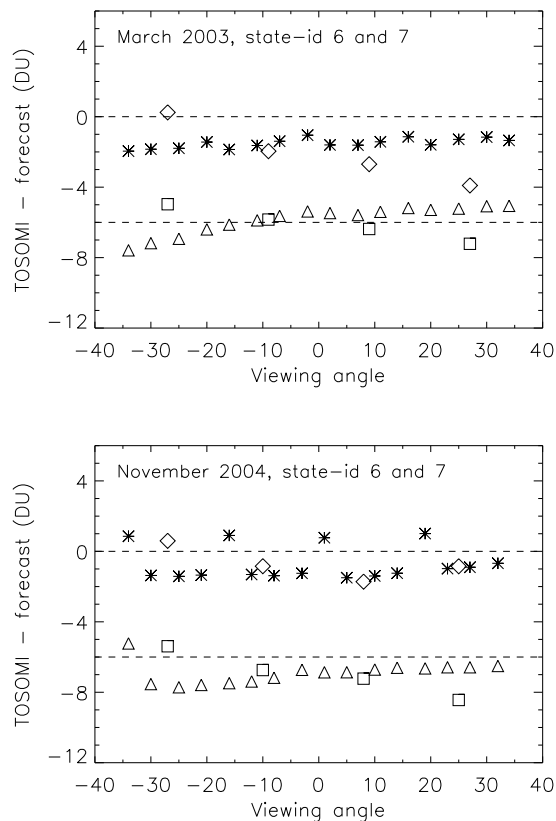 March 2003, state-id 6 and 7
TOSOMI - forecast (DU)
4
0
-4
-8
-12
-40 -30 -20 -10 0 10 20 30 40
Viewing angle
November 2004, state-id 6 and 7
TOSOMI - forecast (DU)
4
0
-4
-8
-12
-40 -30 -20 -10 0 10 20 30 40
Viewing angle